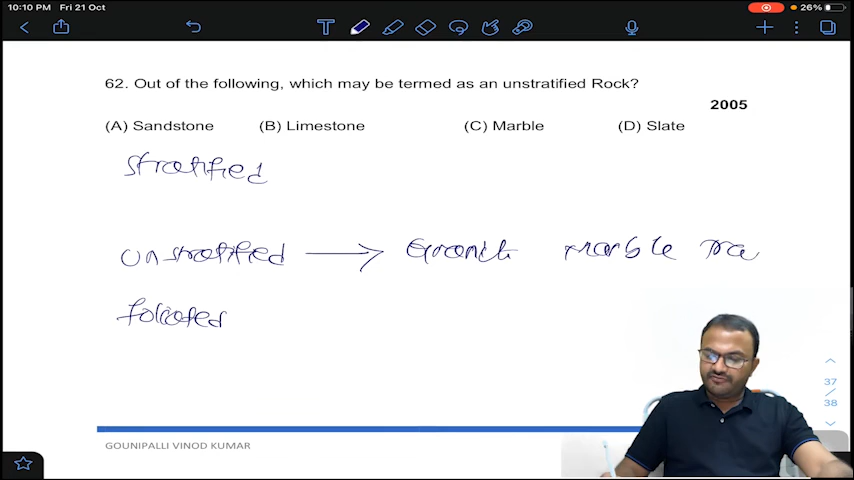 10:10 PM Fri 21 Oct 26%
62. Out of the following, which may be termed as an unstratified Rock?
2005
(A) Sandstone (B) Limestone (C) Marble (D) Slate
stratified
unstratified → Granite Marble Tra
foliated
37
/
38
GOUNIPALLI VINOD KUMAR